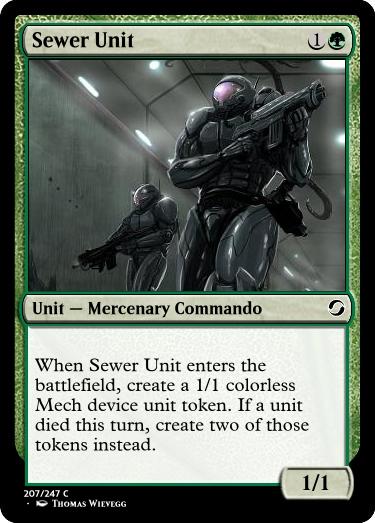 Sewer Unit 1
Unit — Mercenary Commando
When Sewer Unit enters the
battlefield, create a 1/1 colorless
Mech device unit token. If a unit
died this turn, create two of those
tokens instead.
1/1
207/247 C
Thomas Wievegg